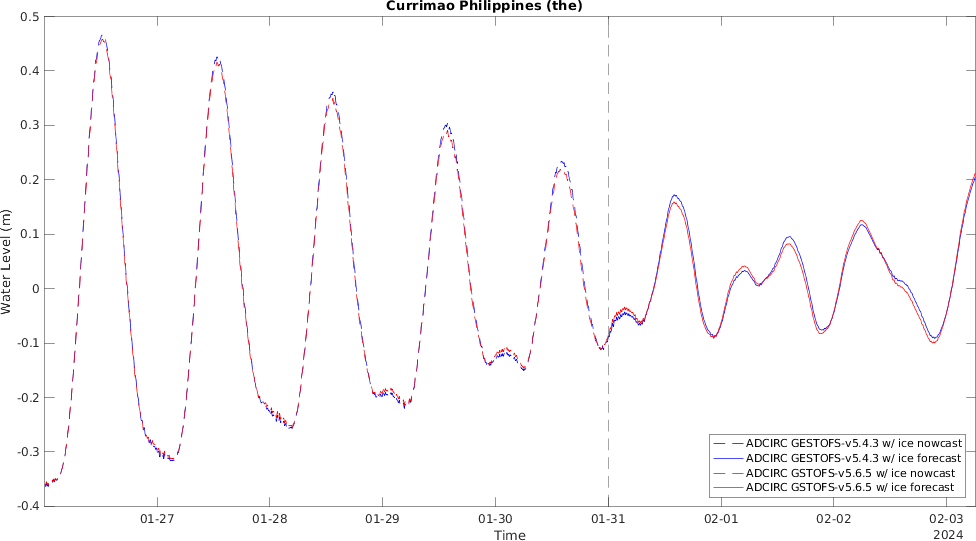 Currimao Philippines (the)
0.5
0.4
0.3
0.2
0.1
0
-0.1
-0.2
-0.3
-0.4
Water Level (m)
01-27 01-28 01-29 01-30 01-31 02-01 02-02 02-03
2024
Time
ADCIRC GESTOFS-v5.4.3 w/ ice nowcast
ADCIRC GESTOFS-v5.4.3 w/ ice forecast
ADCIRC GSTOFS-v5.6.5 w/ ice nowcast
ADCIRC GSTOFS-v5.6.5 w/ ice forecast